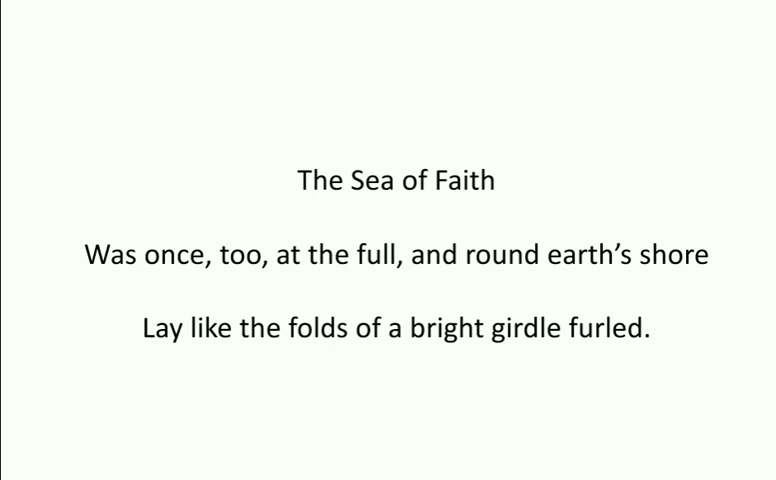 The Sea of Faith
Was once, too, at the full, and round earth’s shore
Lay like the folds of a bright girdle furled.